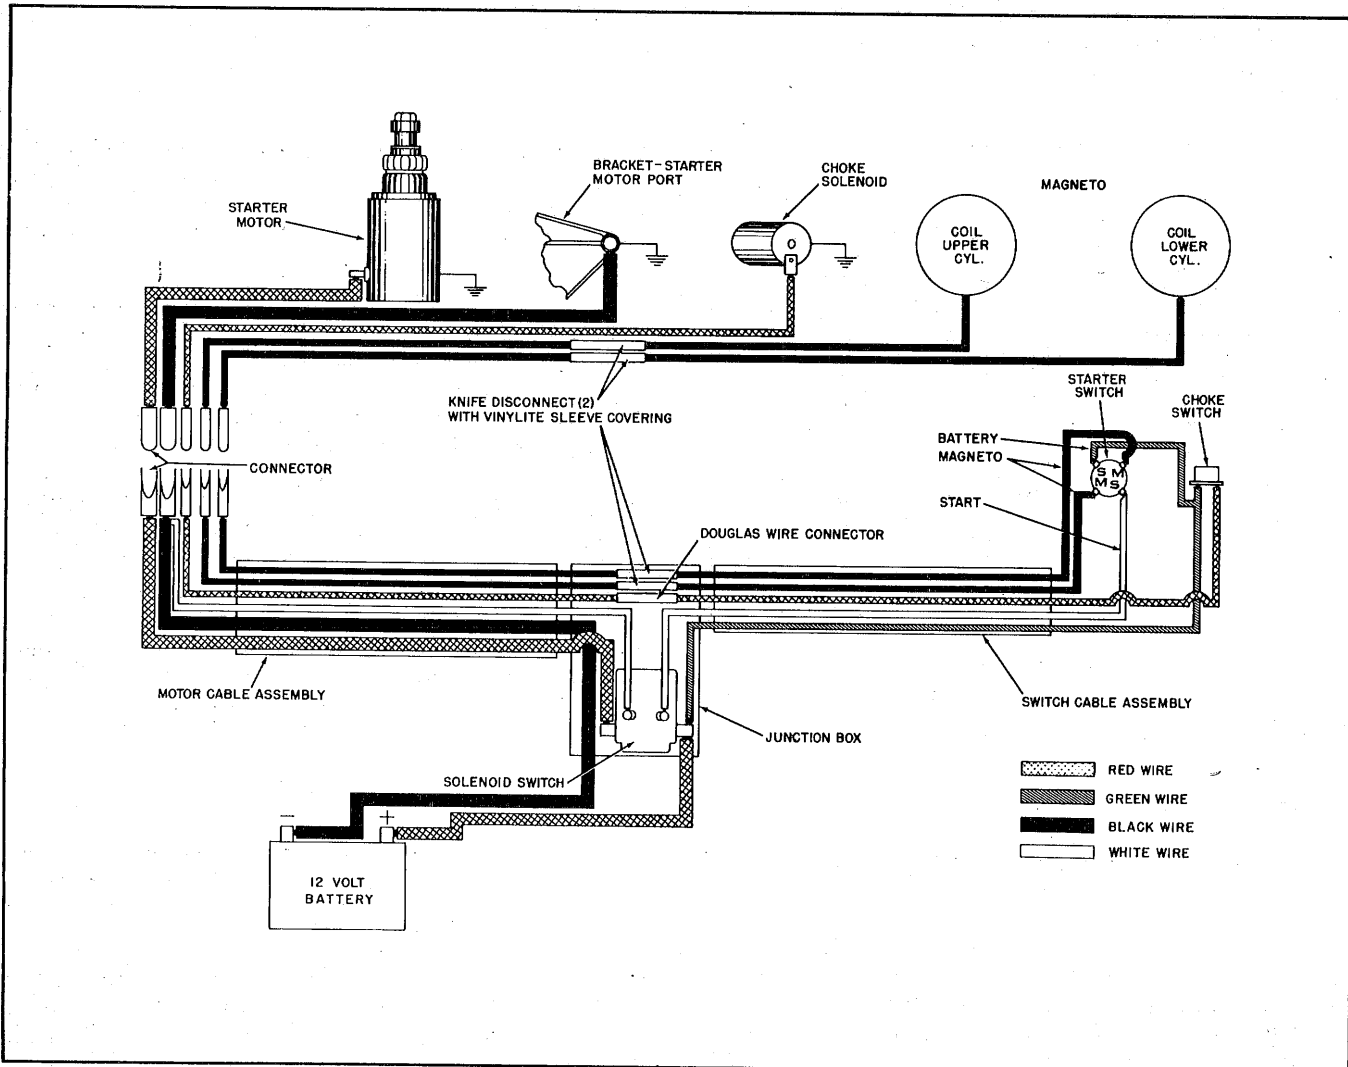 BRACKET-STARTER
MOTOR PORT
CHOKE
SOLENOID
MAGNETO
STARTER
MOTOR
COIL
UPPER
CYL.
COIL
LOWER
CYL.
KNIFE DISCONNECT (2)
WITH VINYLITE SLEEVE COVERING
STARTER
SWITCH
CHOKE
SWITCH
BATTERY
MAGNETO
S M
M S
CONNECTOR
START
DOUGLAS WIRE CONNECTOR
MOTOR CABLE ASSEMBLY
SWITCH CABLE ASSEMBLY
JUNCTION BOX
SOLENOID SWITCH
RED WIRE
GREEN WIRE
BLACK WIRE
WHITE WIRE
– +
12 VOLT
BATTERY